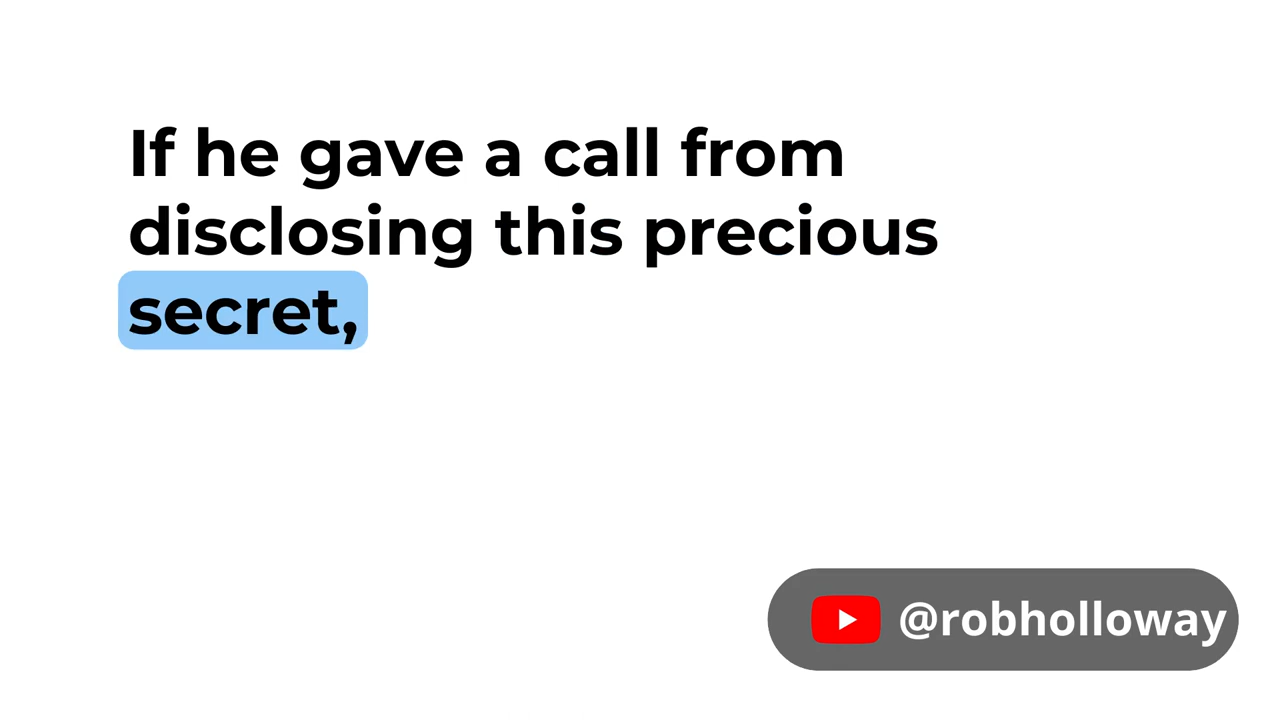 If he gave a call from
disclosing this precious
secret,
@robholloway